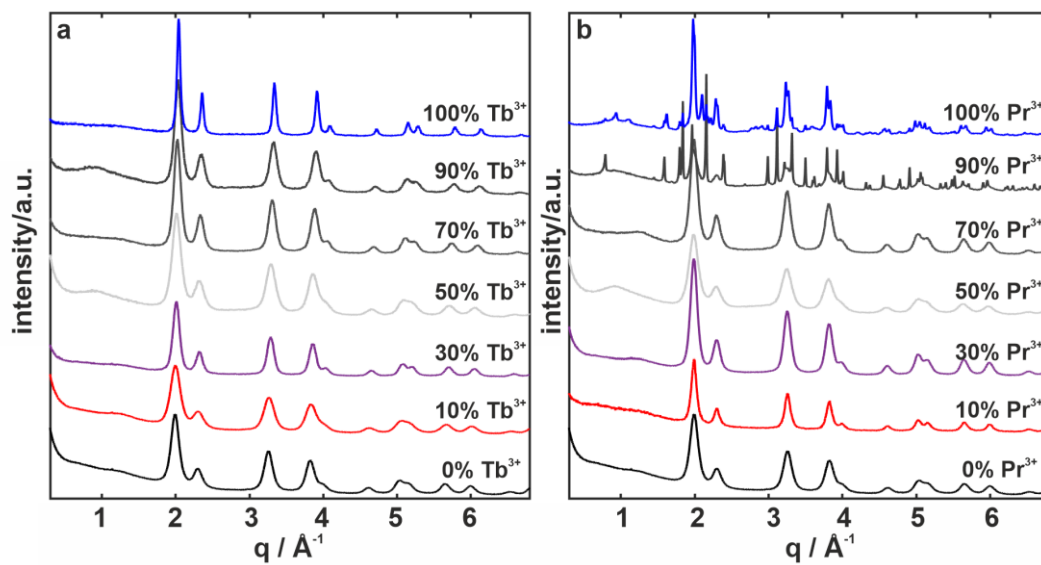 a
100% Tb³⁺
90% Tb³⁺
70% Tb³⁺
50% Tb³⁺
30% Tb³⁺
10% Tb³⁺
0% Tb³⁺
intensity/a.u.
1 2 3 4 5 6
q / Å⁻¹
b
100% Pr³⁺
90% Pr³⁺
70% Pr³⁺
50% Pr³⁺
30% Pr³⁺
10% Pr³⁺
0% Pr³⁺
intensity/a.u.
1 2 3 4 5 6
q / Å⁻¹